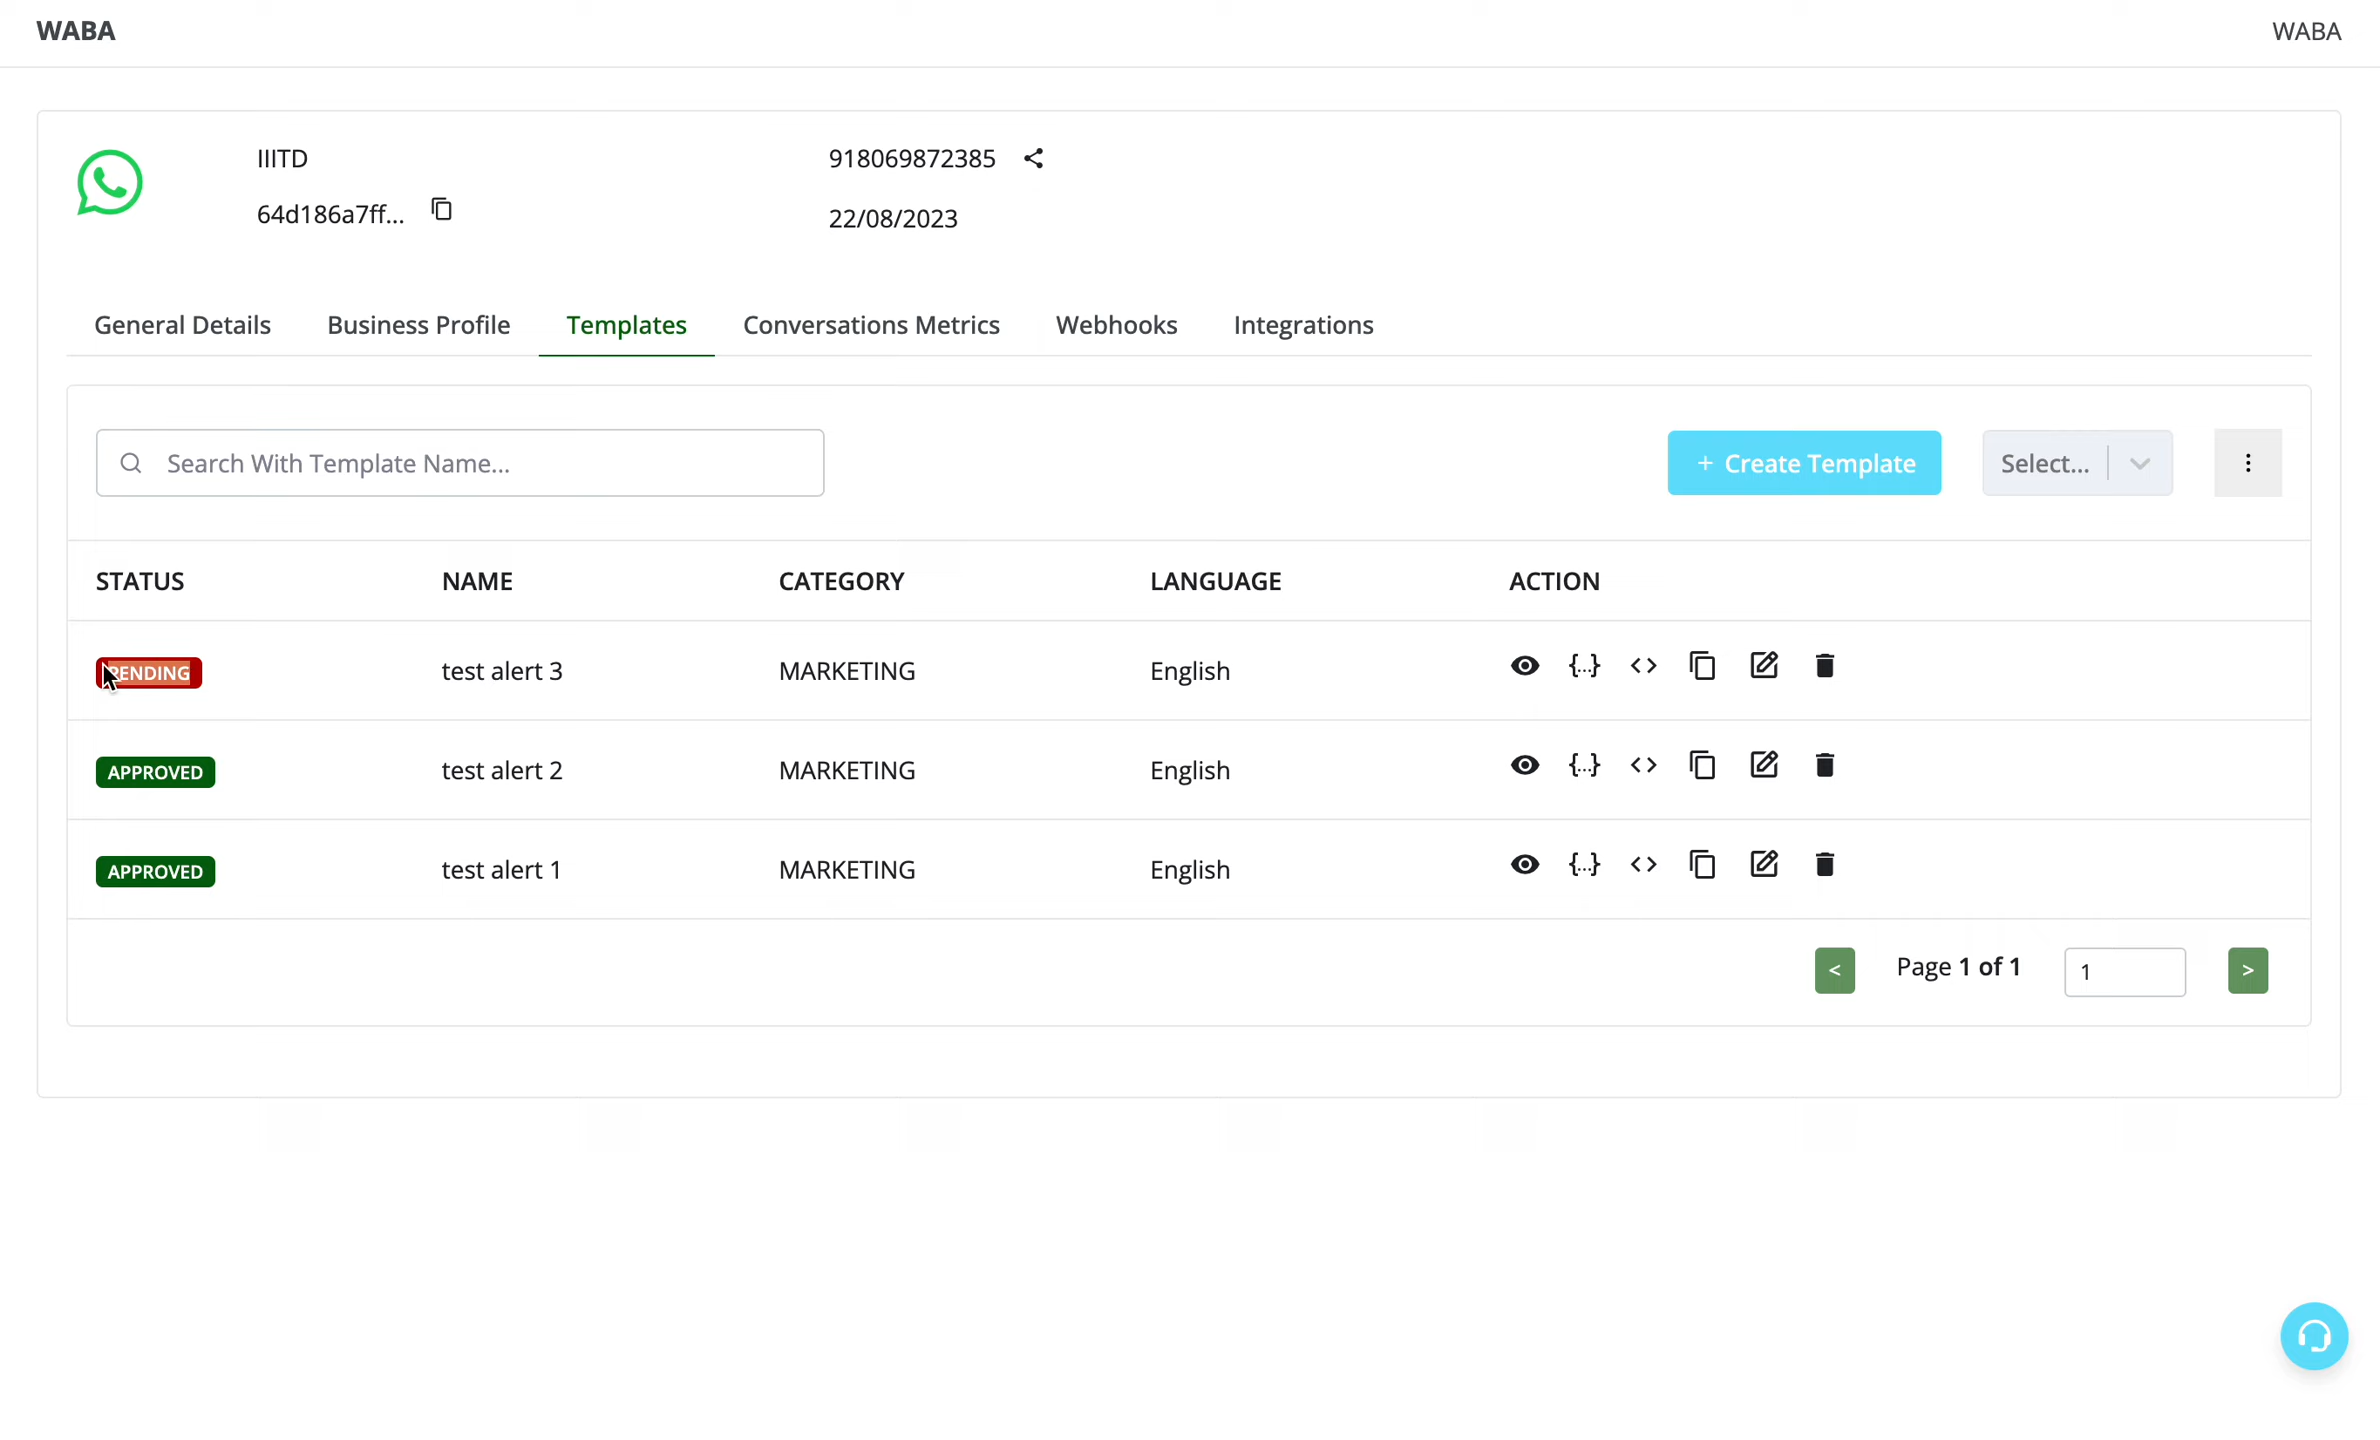 WABA WABA
IIITD 918069872385
64d186a7ff... 22/08/2023
General Details Business Profile Templates Conversations Metrics Webhooks Integrations
Search With Template Name... + Create Template Select...
STATUS NAME CATEGORY LANGUAGE ACTION
PENDING test alert 3 MARKETING English {...} <>
APPROVED test alert 2 MARKETING English {...} <>
APPROVED test alert 1 MARKETING English {...} <>
< Page 1 of 1 1 >